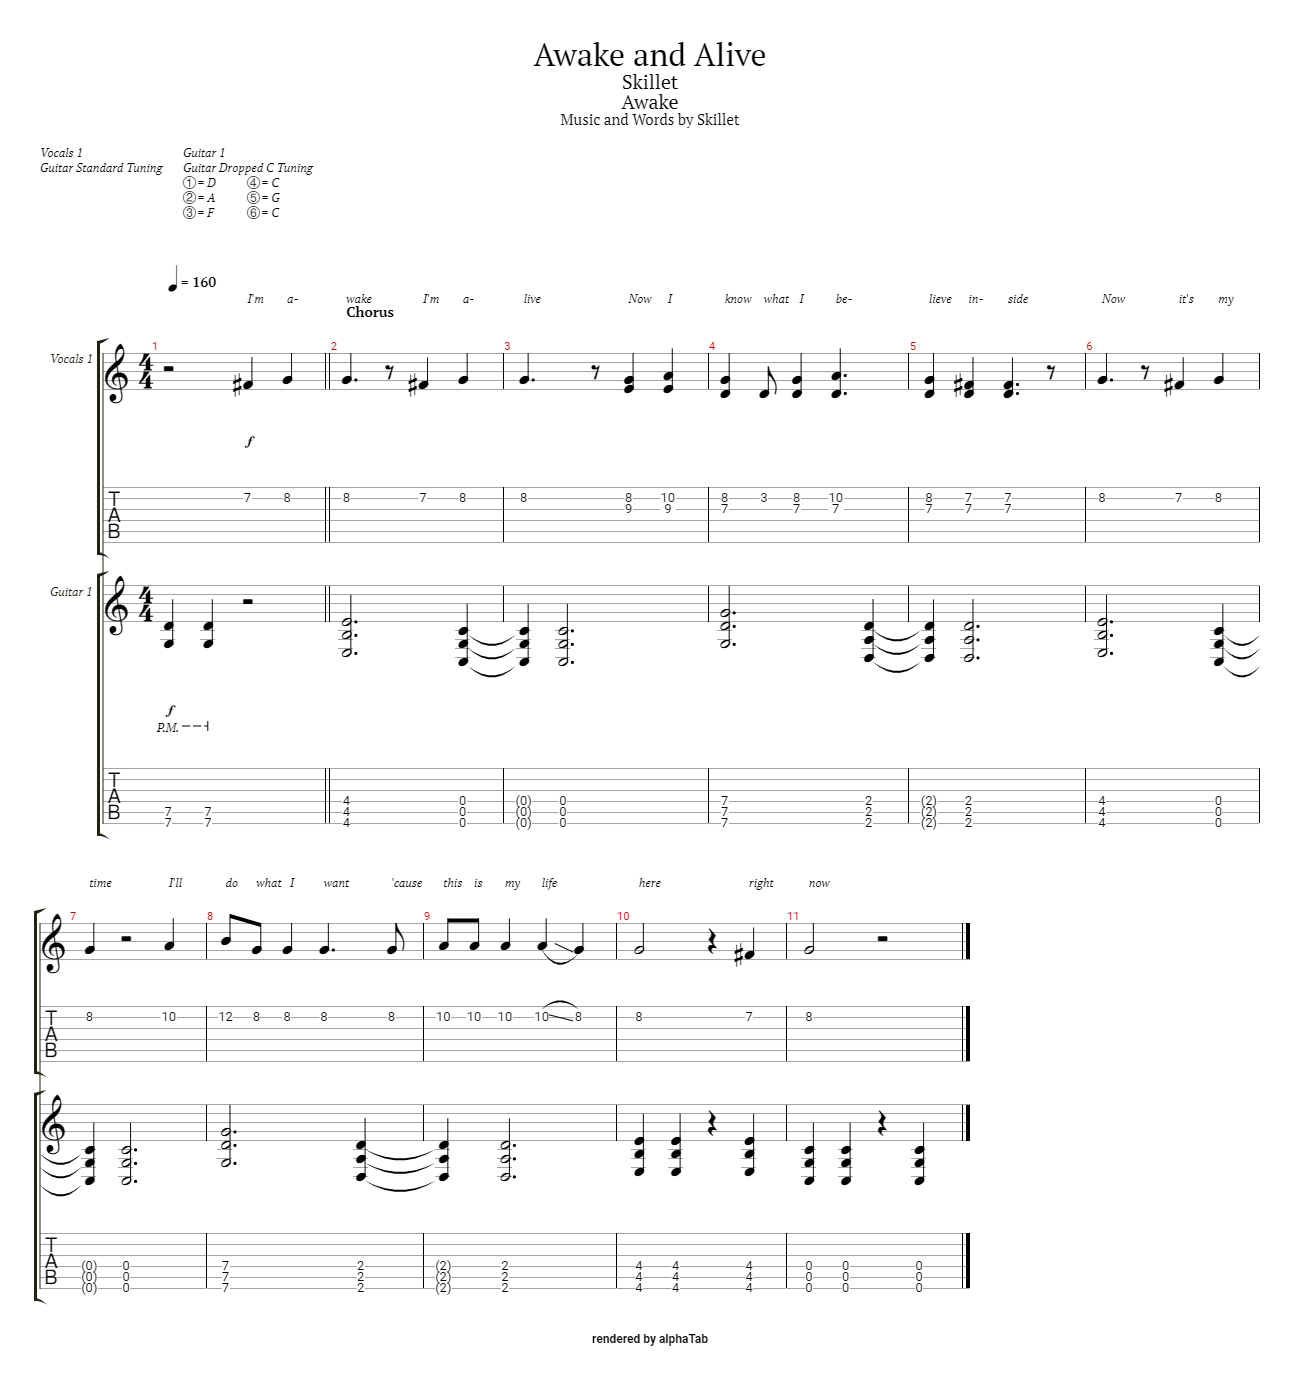 Awake and Alive
Skillet
Awake
Music and Words by Skillet
Vocals 1
Guitar Standard Tuning
Guitar 1
Guitar Dropped C Tuning
① = D ④ = C
② = A ⑤ = G
③ = F ⑥ = C
= 160
I'm a- wake I'm a- live Now I know what I be- lieve in- side Now it's my
Chorus
1 2 3 4 5 6
Vocals 1
4
4
f
T 7 8 8 7 8 8 8 10 8 3 8 10 8 7 7 8 7 8
A 9 9 7 7 7 7 7 7
B
Guitar 1
4
4
f
P.M.
T
A 4 0 (0) 0 7 2 (2) 2 4 0
B 7 7 4 0 (0) 0 7 2 (2) 2 4 0
7 7 4 0 (0) 0 7 2 (2) 2 4 0
time I'll do what I want 'cause this is my life here right now
7 8 9 10 11
T 8 10 12 8 8 8 8 10 10 10 10 8 8 7 8
A
B
T
A (0) 0 7 2 (2) 2 4 4 4 0 0 0
B (0) 0 7 2 (2) 2 4 4 4 0 0 0
(0) 0 7 2 (2) 2 4 4 4 0 0 0
rendered by alphaTab